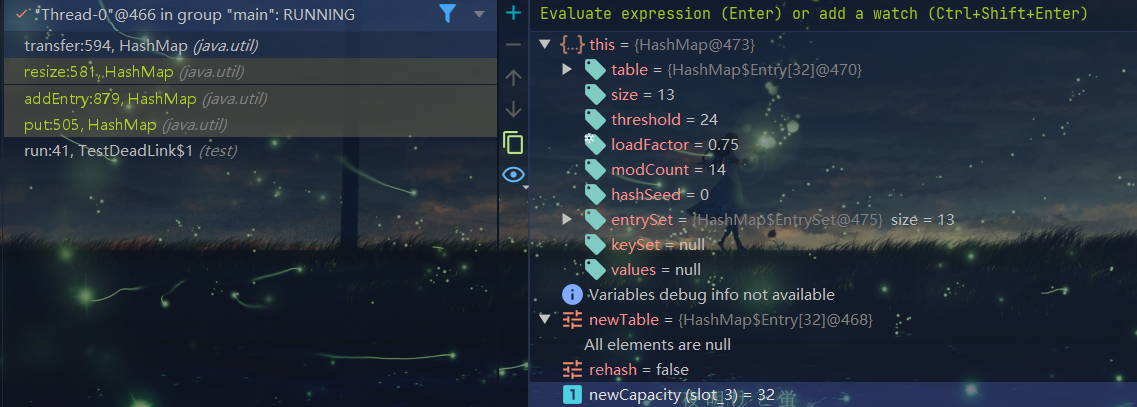 "Thread-0"@466 in group "main": RUNNING
transfer:594, HashMap (java.util)
resize:581, HashMap (java.util)
addEntry:879, HashMap (java.util)
put:505, HashMap (java.util)
run:41, TestDeadLink$1 (test)
Evaluate expression (Enter) or add a watch (Ctrl+Shift+Enter)
this = {HashMap@473}
table = {HashMap$Entry[32]@470}
size = 13
threshold = 24
loadFactor = 0.75
modCount = 14
hashSeed = 0
entrySet = {HashMap$EntrySet@475} size = 13
keySet = null
values = null
Variables debug info not available
newTable = {HashMap$Entry[32]@468}
All elements are null
rehash = false
newCapacity (slot_3) = 32